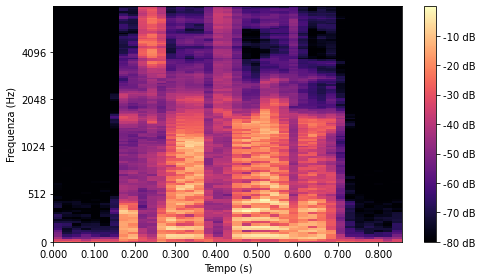 4096
2048
1024
512
0
Frequenza (Hz)
0.000 0.100 0.200 0.300 0.400 0.500 0.600 0.700 0.800
Tempo (s)
-10 dB
-20 dB
-30 dB
-40 dB
-50 dB
-60 dB
-70 dB
-80 dB